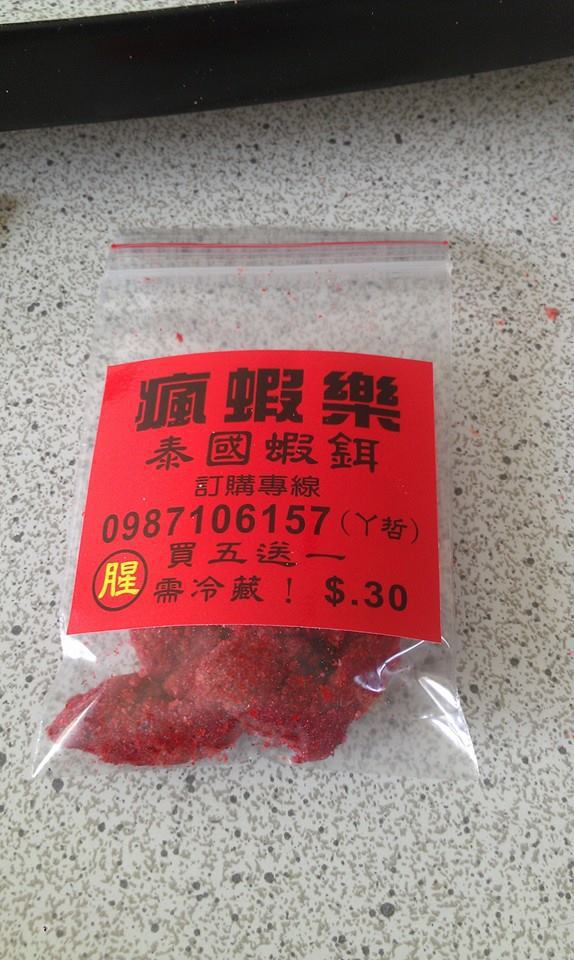 瘋蝦樂
泰國蝦餌
訂購專線
0987106157(丫哲)
買五送一
腥
需冷藏！ $.30